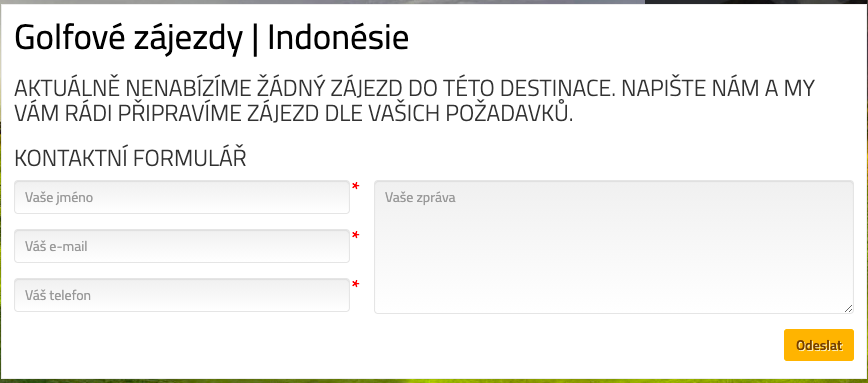 Golfové zájezdy | Indonésie
AKTUÁLNĚ NENABÍZÍME ŽÁDNÝ ZÁJEZD DO TÉTO DESTINACE. NAPIŠTE NÁM A MY
VÁM RÁDI PŘIPRAVÍME ZÁJEZD DLE VAŠICH POŽADAVKŮ.
KONTAKTNÍ FORMULÁŘ
Vaše jméno *
Váš e-mail *
Váš telefon *
Vaše zpráva
Odeslat